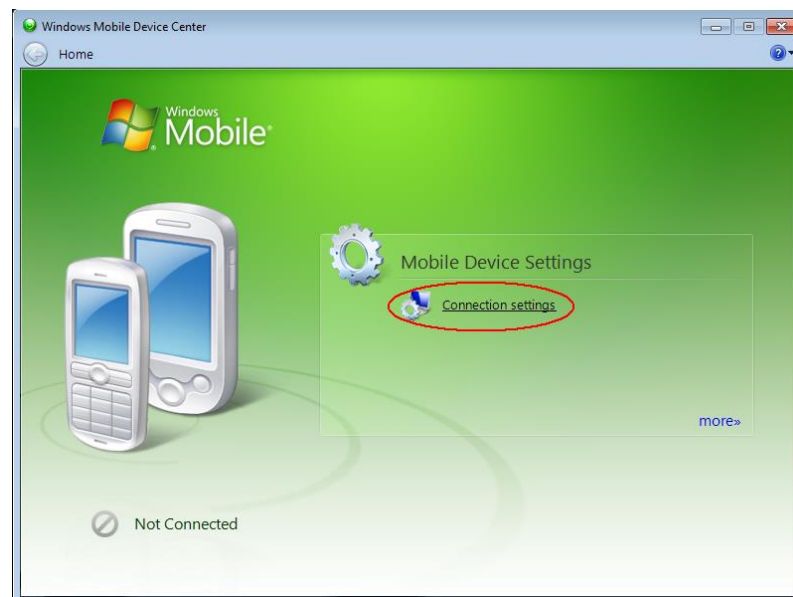 Windows Mobile Device Center
Home
Windows
Mobile®
Mobile Device Settings
Connection settings
more»
Not Connected